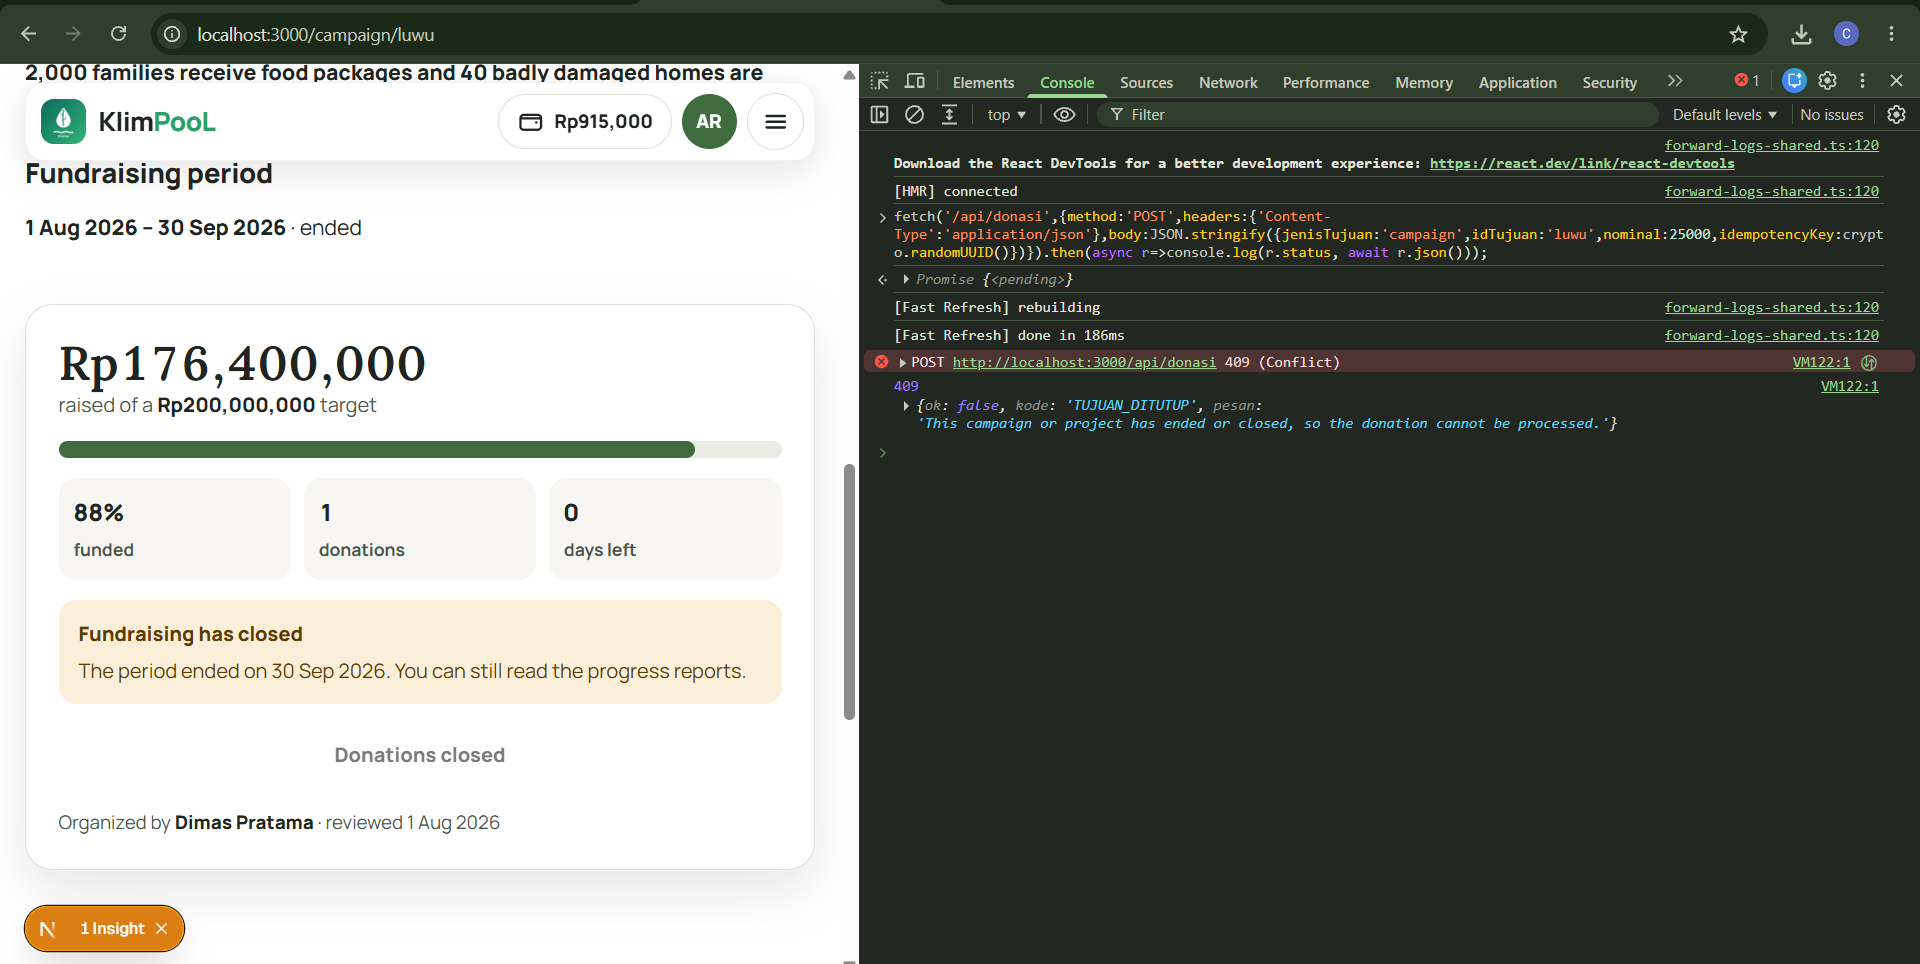 localhost:3000/campaign/luwu
C
2,000 families receive food packages and 40 badly damaged homes are
KlimPooL
Rp915,000
AR
Fundraising period
1 Aug 2026 – 30 Sep 2026 · ended
Rp176,400,000
raised of a Rp200,000,000 target
88%
funded
1
donations
0
days left
Fundraising has closed
The period ended on 30 Sep 2026. You can still read the progress reports.
Donations closed
Organized by Dimas Pratama · reviewed 1 Aug 2026
N 1 Insight
Elements Console Sources Network Performance Memory Application Security 1
top Filter Default levels No issues
forward-logs-shared.ts:120
Download the React DevTools for a better development experience: https://react.dev/link/react-devtools
[HMR] connected forward-logs-shared.ts:120
fetch('/api/donasi',{method:'POST',headers:{'Content-
Type':'application/json'},body:JSON.stringify({jenisTujuan:'campaign',idTujuan:'luwu',nominal:25000,idempotencyKey:crypt
o.randomUUID()})}).then(async r=>console.log(r.status, await r.json()));
Promise {<pending>}
[Fast Refresh] rebuilding forward-logs-shared.ts:120
[Fast Refresh] done in 186ms forward-logs-shared.ts:120
POST http://localhost:3000/api/donasi 409 (Conflict) VM122:1
409 VM122:1
{ok: false, kode: 'TUJUAN_DITUTUP', pesan:
'This campaign or project has ended or closed, so the donation cannot be processed.'}